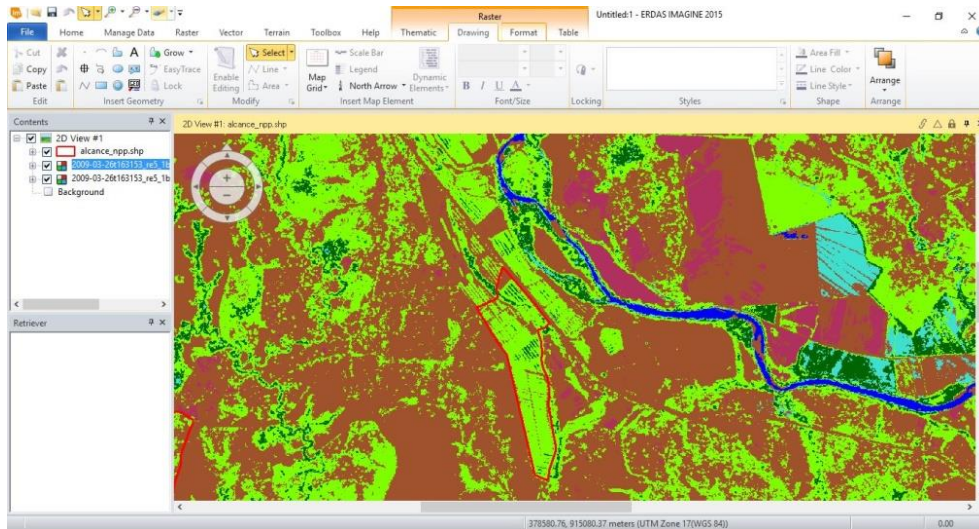 Raster
Untitled:1 - ERDAS IMAGINE 2015
File Home Manage Data Raster Vector Terrain Toolbox Help Thematic Drawing Format Table
Cut Grow Select Scale Bar Area Fill
Copy EasyTrace Enable Line Map Legend Dynamic Line Color Arrange
Paste Lock Editing Area Grid North Arrow Elements B I U A Line Style
Edit Insert Geometry Modify Insert Map Element Font/Size Locking Styles Shape Arrange
Contents
2D View #1: alcance_npp.shp
2D View #1
alcance_npp.shp
2009-03-26t163153_re5_1b
2009-03-26t163153_re5_1b
Background
Retriever
378580.76, 915080.37 meters (UTM Zone 17(WGS 84))
0.00